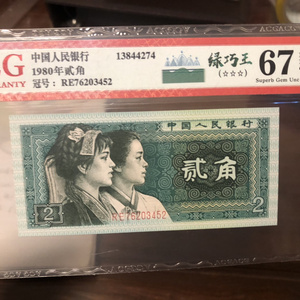 G
RANTY
中国人民银行 13844274
1980年贰角
冠号： RE76203452
绿巧王
(☆☆☆)
67
Superb Gem Unc
中国人民银行
贰角
RE76203452
2
2